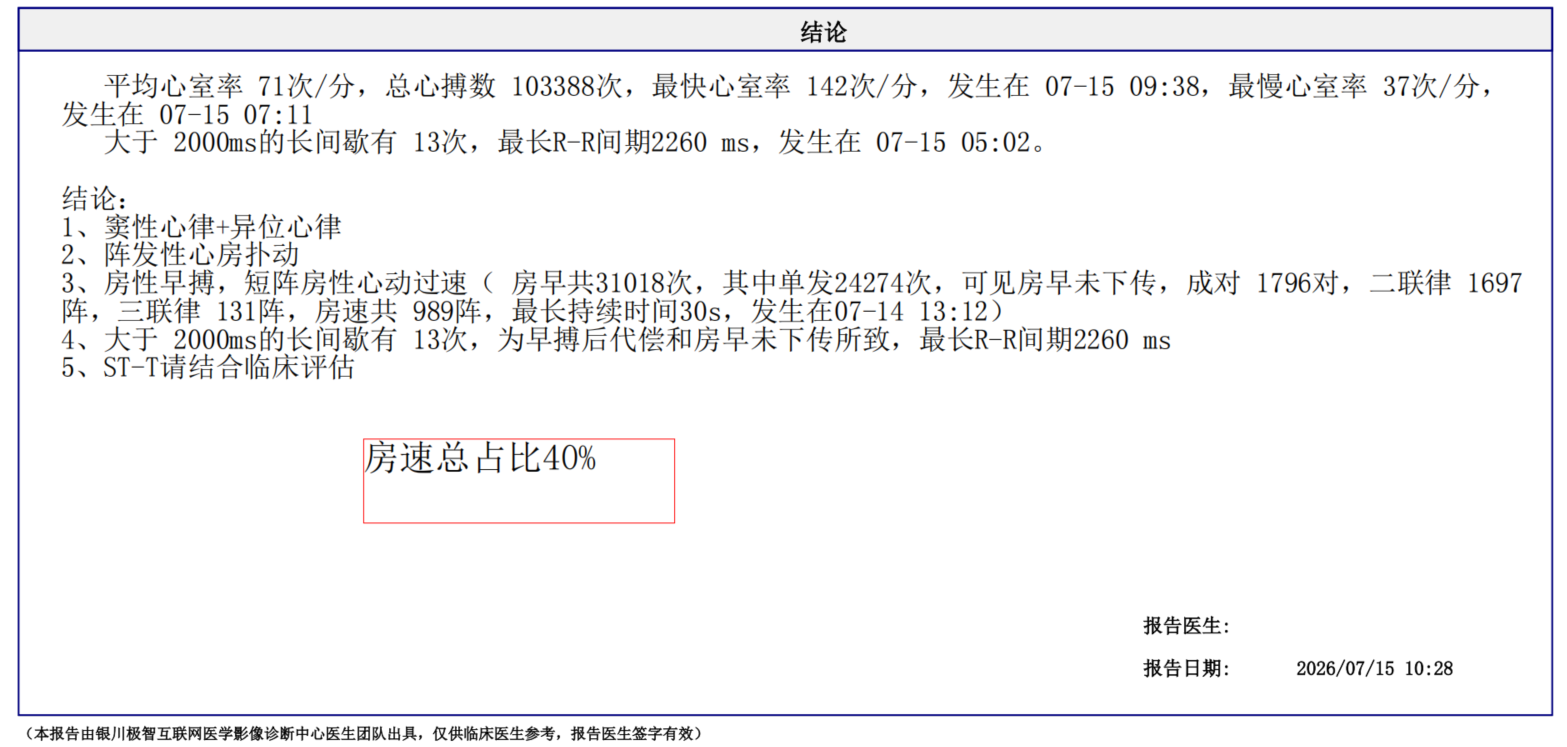 结论
平均心室率 71次/分，总心搏数 103388次，最快心室率 142次/分，发生在 07-15 09:38，最慢心室率 37次/分，
发生在 07-15 07:11
大于 2000ms的长间歇有 13次，最长R-R间期2260 ms，发生在 07-15 05:02。
结论：
1、窦性心律+异位心律
2、阵发性心房扑动
3、房性早搏，短阵房性心动过速（ 房早共31018次，其中单发24274次，可见房早未下传，成对 1796对，二联律 1697
阵，三联律 131阵，房速共 989阵，最长持续时间30s，发生在07-14 13:12）
4、大于 2000ms的长间歇有 13次，为早搏后代偿和房早未下传所致，最长R-R间期2260 ms
5、ST-T请结合临床评估
房速总占比40%
报告医生：
报告日期： 2026/07/15 10:28
（本报告由银川极智互联网医学影像诊断中心医生团队出具，仅供临床医生参考，报告医生签字有效）